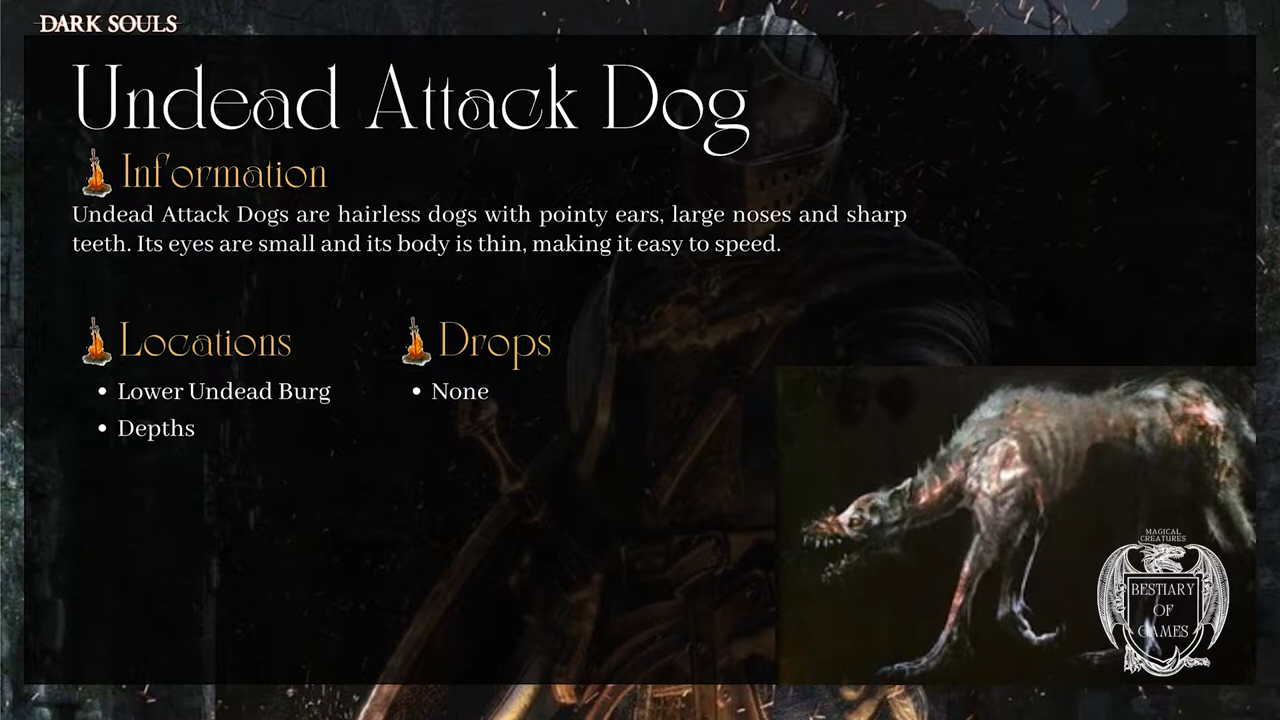 DARK SOULS
Undead Attack Dog
Information
Undead Attack Dogs are hairless dogs with pointy ears, large noses and sharp
teeth. Its eyes are small and its body is thin, making it easy to speed.
Locations
• Lower Undead Burg
• Depths
Drops
• None
MAGICAL
CREATURES
BESTIARY
OF
GAMES